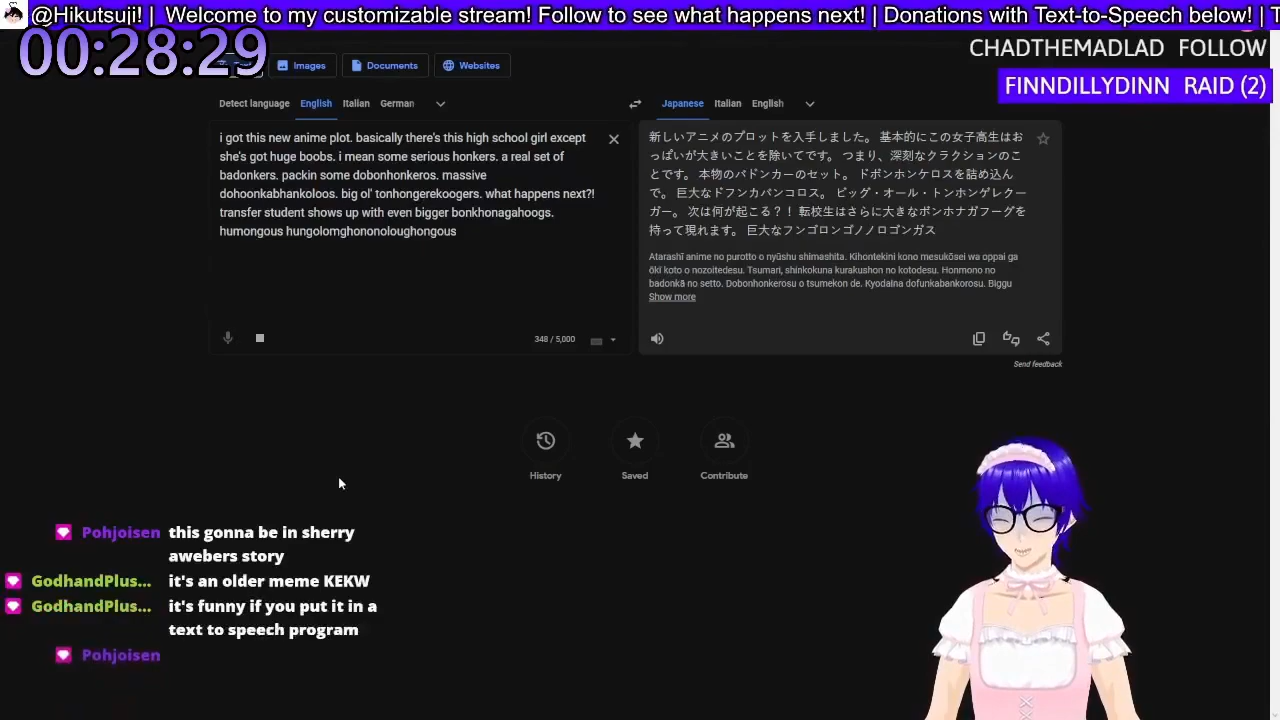 @Hikutsuji! | Welcome to my customizable stream! Follow to see what happens next! | Donations with Text-to-Speech below! |
00:28:29
CHADTHEMADLAD FOLLOW
FINNDILLYDINN RAID (2)
Images Documents Websites
Detect language English Italian German
Japanese Italian English
i got this new anime plot. basically there's this high school girl except
she's got huge boobs. i mean some serious honkers. a real set of
badonkers. packin some dobonhonkeros. massive
dohoonkabhankoloos. big ol' tonhongerekoogers. what happens next?!
transfer student shows up with even bigger bonkhonagahoogs.
humongous hungolomghononoloughongous
348 / 5,000
新しいアニメのプロットを入手しました。 基本的にこの女子高生はお
っぱいが大きいことを除いてです。 つまり、深刻なクラクションのこ
とです。 本物のバドンカーのセット。 ドボンホンケロスを詰め込ん
で。 巨大なドフンカバンコロス。 ビッグ・オール・トンホンゲレクー
ガー。 次は何が起こる？！ 転校生はさらに大きなボンホナガフーグを
持って現れます。 巨大なフンゴロンゴノノロゴンガス
Atarashī anime no purotto o nyūshu shimashita. Kihontekini kono mesukōsei wa oppai ga
ōkī koto o nozoitedesu. Tsumari, shinkokuna kurakushon no kotodesu. Honmono no
badonkā no setto. Dobonhonkerosu o tsumekon de. Kyodaina dofunkabankorosu. Biggu
Show more
Send feedback
History Saved Contribute
Pohjoisen this gonna be in sherry
awebers story
GodhandPlus... it's an older meme KEKW
GodhandPlus... it's funny if you put it in a
text to speech program
Pohjoisen